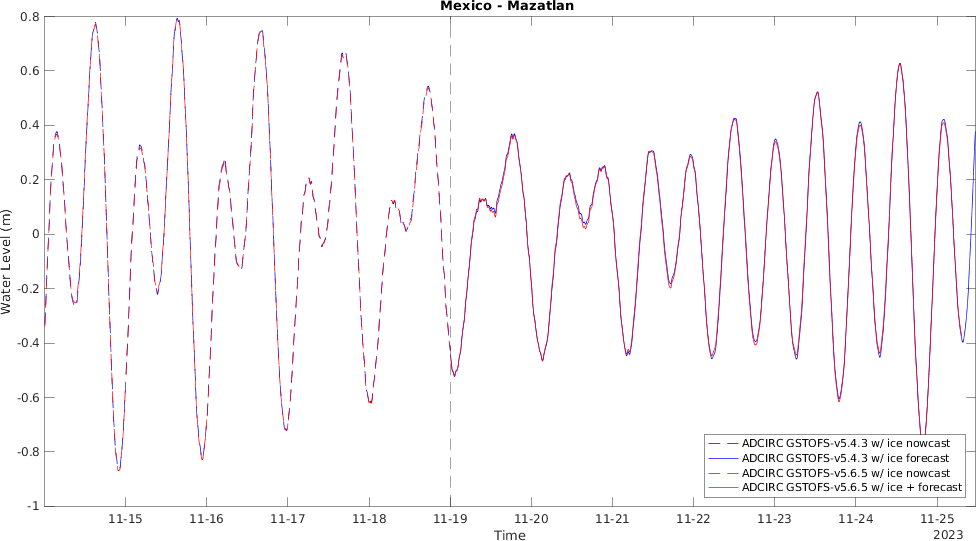 Mexico - Mazatlan
0.8
0.6
0.4
0.2
0
-0.2
-0.4
-0.6
-0.8
-1
Water Level (m)
ADCIRC GSTOFS-v5.4.3 w/ ice nowcast
ADCIRC GSTOFS-v5.4.3 w/ ice forecast
ADCIRC GSTOFS-v5.6.5 w/ ice nowcast
ADCIRC GSTOFS-v5.6.5 w/ ice + forecast
11-15 11-16 11-17 11-18 11-19 11-20 11-21 11-22 11-23 11-24 11-25
Time
2023